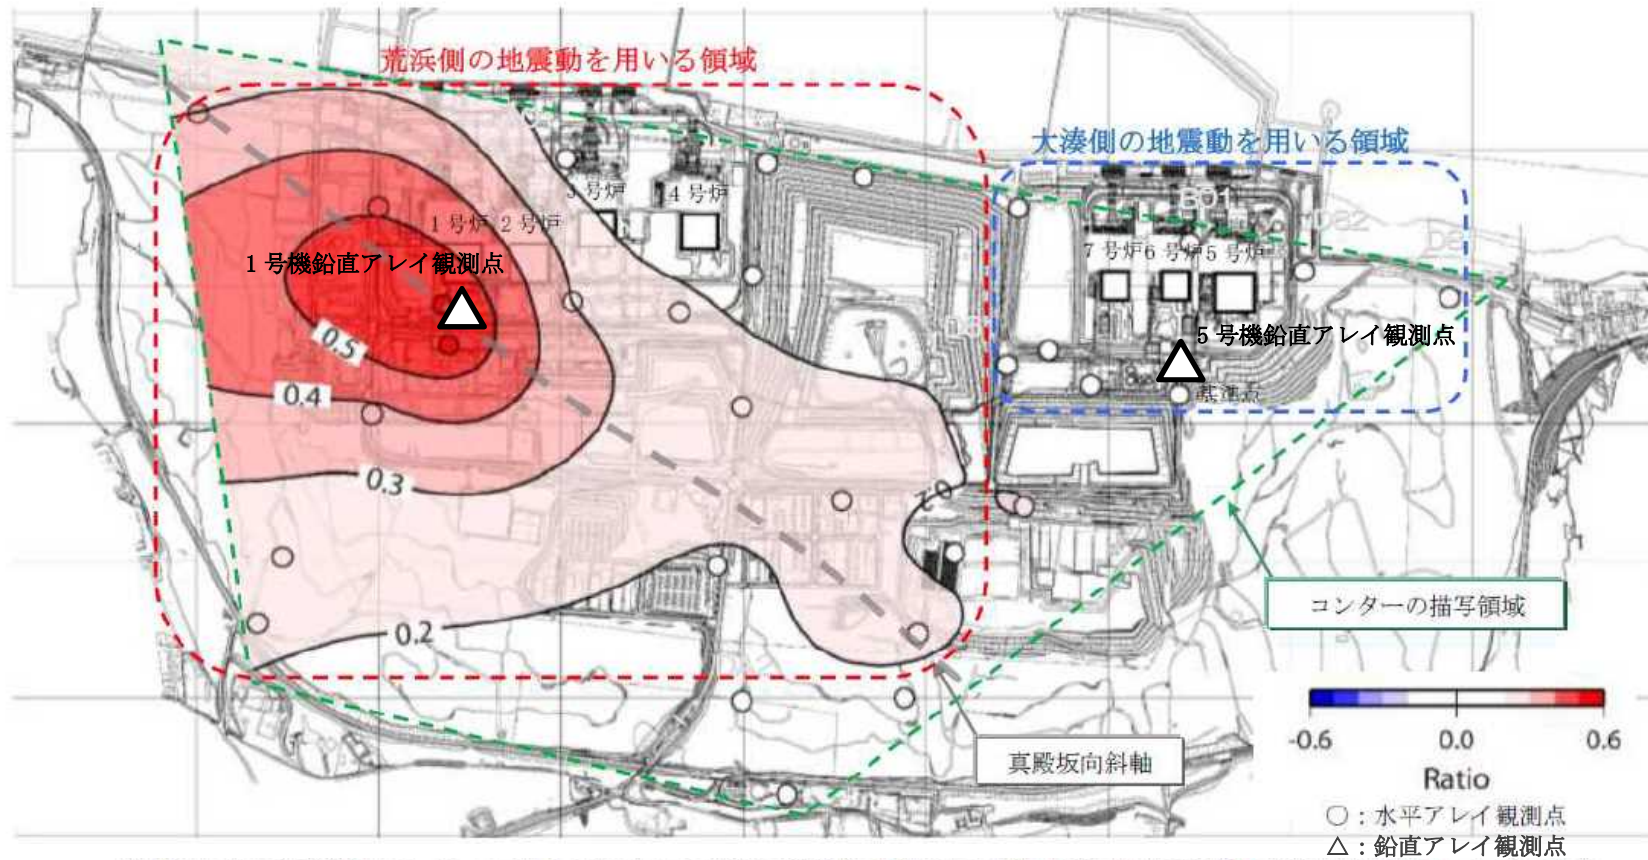 荒浜側の地震動を用いる領域
大湊側の地震動を用いる領域
3号炉
4号炉
1号炉
2号炉
7号炉
6号炉
5号炉
1号機鉛直アレイ観測点
5号機鉛直アレイ観測点
基準点
0.5
0.4
0.3
0.2
0.2
コンターの描写領域
真殿坂向斜軸
-0.6
0.0
0.6
Ratio
○:水平アレイ観測点
△:鉛直アレイ観測点